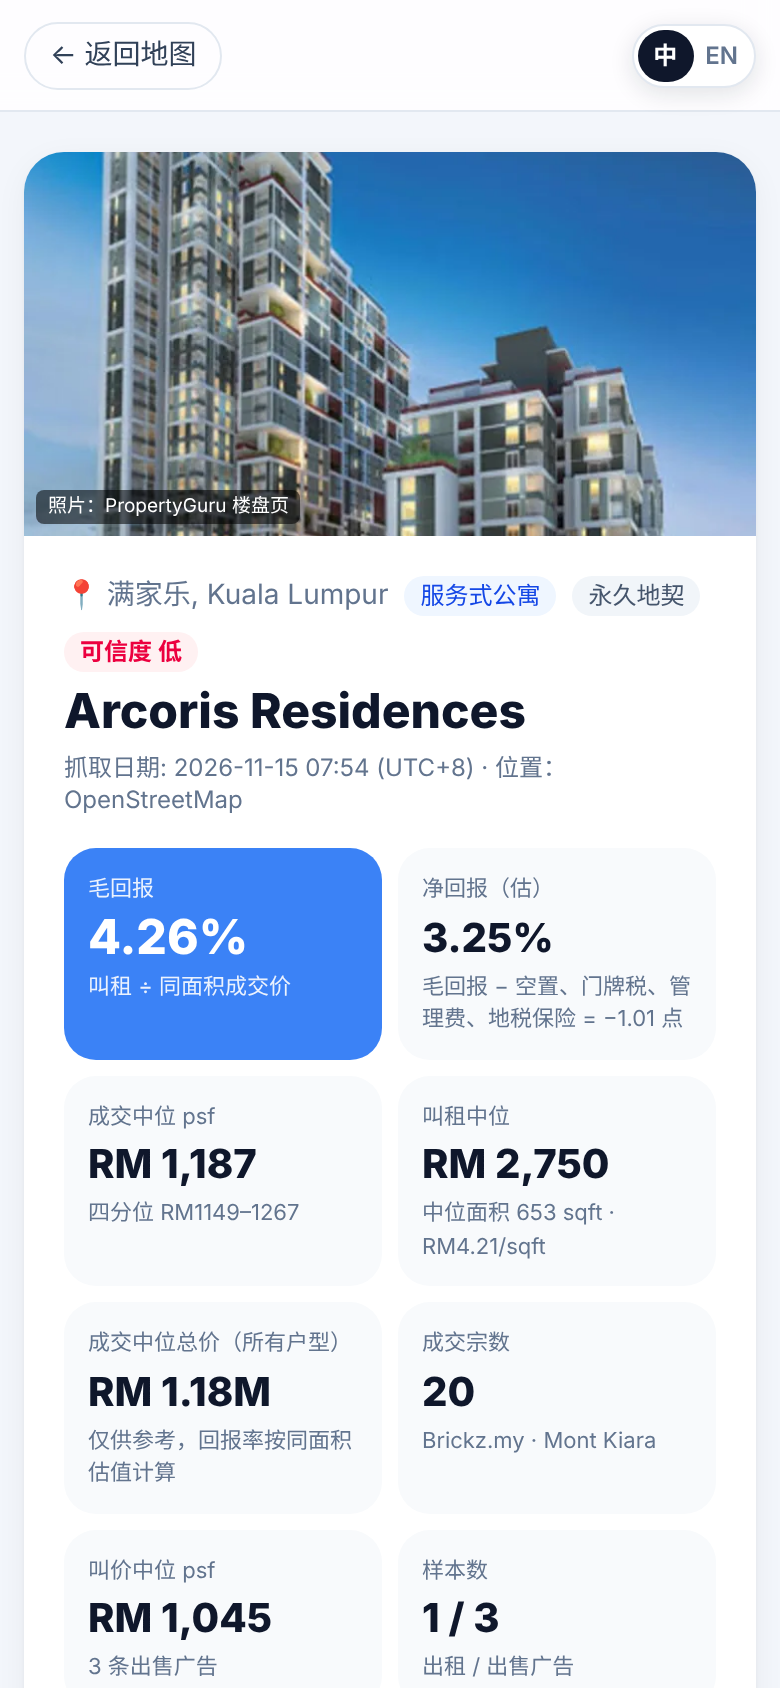 ← 返回地图
中 EN
照片：PropertyGuru 楼盘页
📍 满家乐, Kuala Lumpur 服务式公寓 永久地契
可信度 低
Arcoris Residences
抓取日期: 2026-11-15 07:54 (UTC+8) · 位置：
OpenStreetMap
毛回报
4.26%
叫租 ÷ 同面积成交价
净回报（估）
3.25%
毛回报 − 空置、门牌税、管
理费、地税保险 = −1.01 点
成交中位 psf
RM 1,187
四分位 RM1149–1267
叫租中位
RM 2,750
中位面积 653 sqft ·
RM4.21/sqft
成交中位总价（所有户型）
RM 1.18M
仅供参考，回报率按同面积
估值计算
成交宗数
20
Brickz.my · Mont Kiara
叫价中位 psf
RM 1,045
3 条出售广告
样本数
1 / 3
出租 / 出售广告